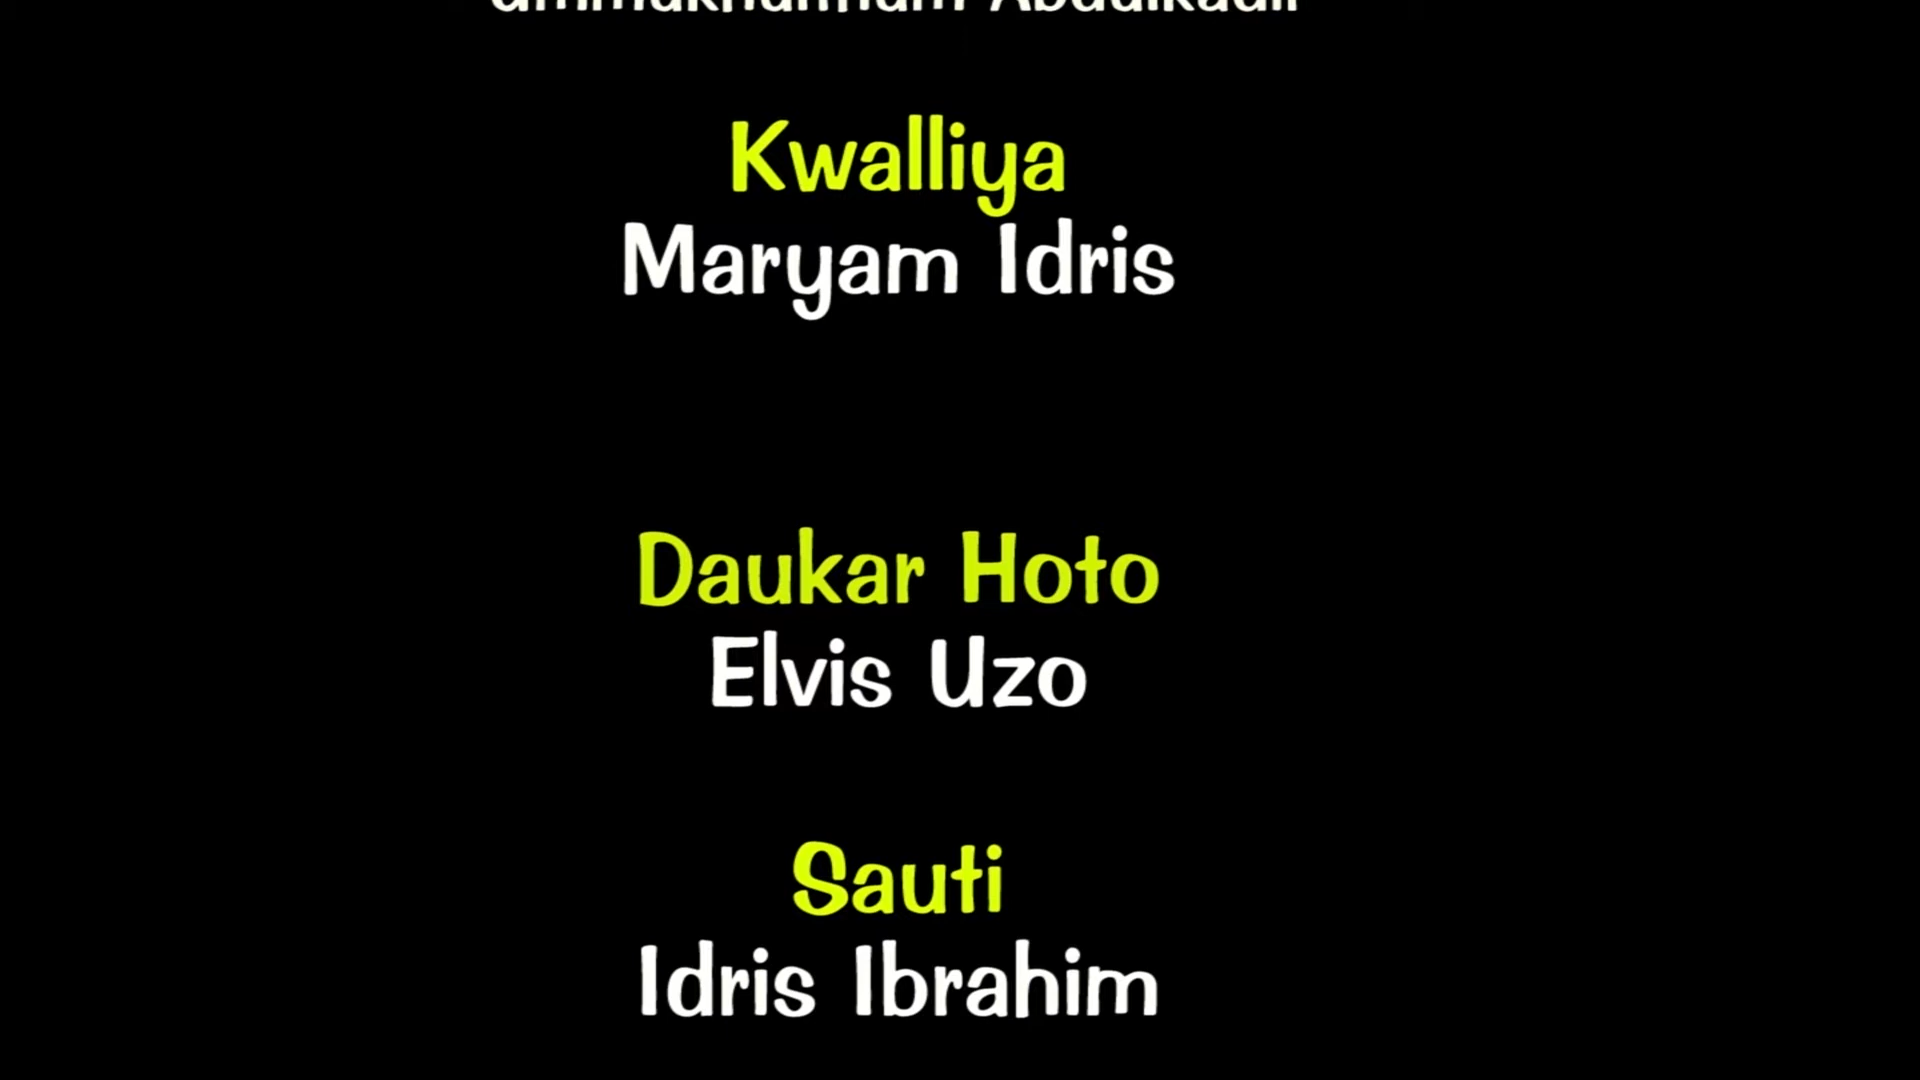 Kwalliya
Maryam Idris
Daukar Hoto
Elvis Uzo
Sauti
Idris Ibrahim